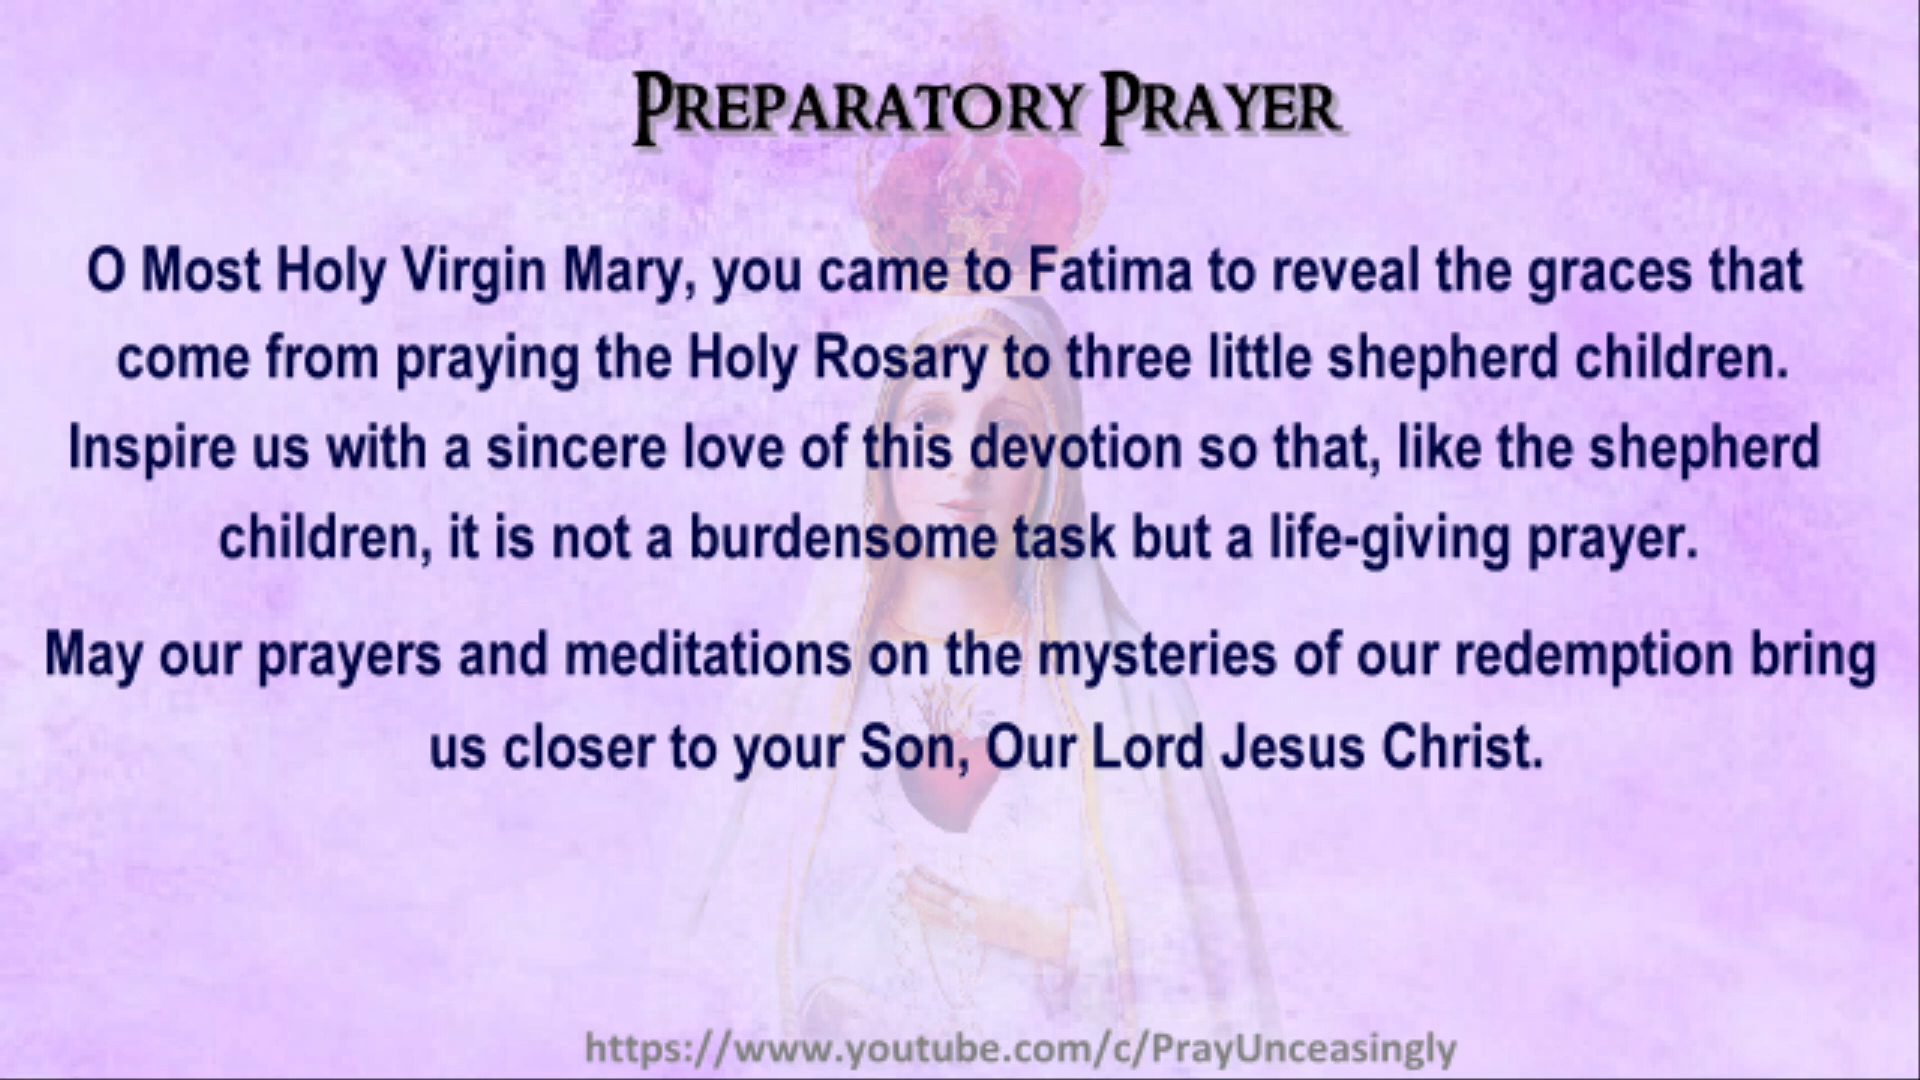 PREPARATORY PRAYER
O Most Holy Virgin Mary, you came to Fatima to reveal the graces that
come from praying the Holy Rosary to three little shepherd children.
Inspire us with a sincere love of this devotion so that, like the shepherd
children, it is not a burdensome task but a life-giving prayer.
May our prayers and meditations on the mysteries of our redemption bring
us closer to your Son, Our Lord Jesus Christ.
https://www.youtube.com/c/PrayUnceasingly